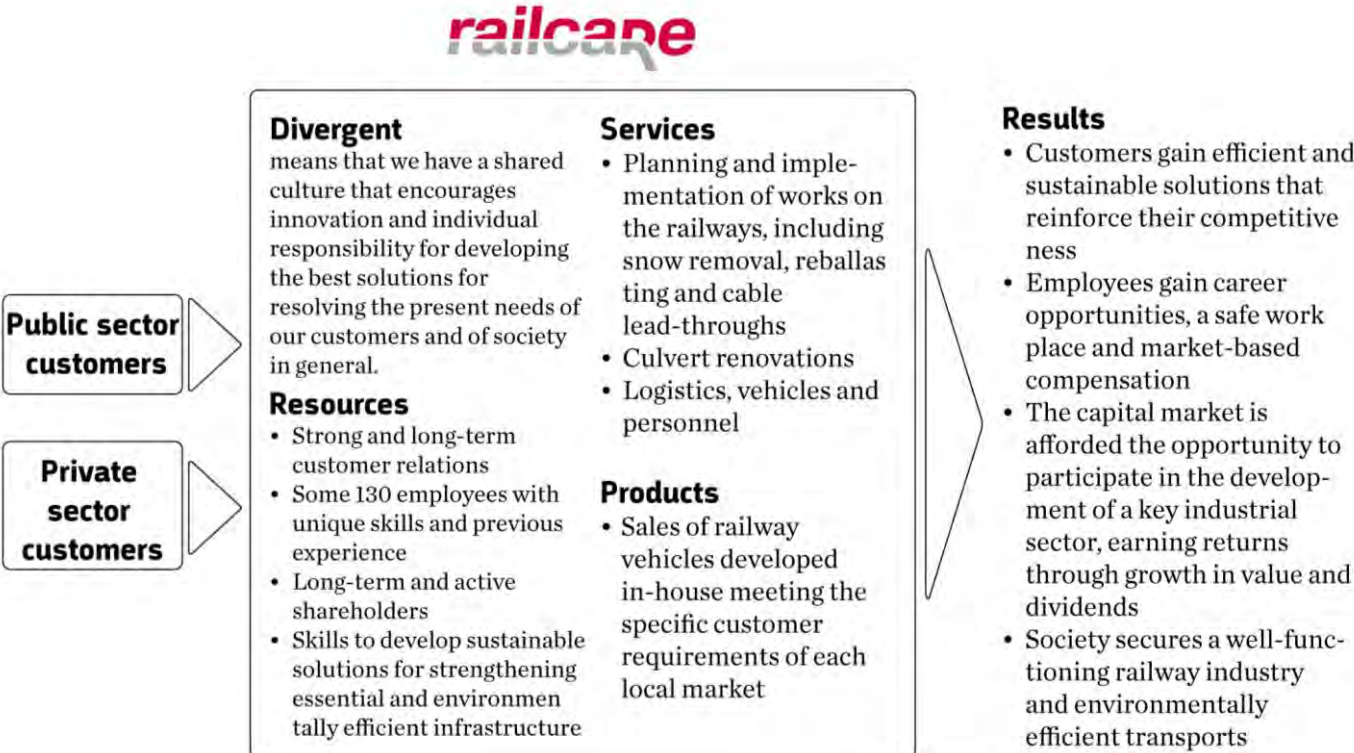 railcare
Public sector
customers
Private
sector
customers
Divergent
means that we have a shared
culture that encourages
innovation and individual
responsibility for developing
the best solutions for
resolving the present needs of
our customers and of society
in general.
Resources
• Strong and long-term
customer relations
• Some 130 employees with
unique skills and previous
experience
• Long-term and active
shareholders
• Skills to develop sustainable
solutions for strengthening
essential and environmen
tally efficient infrastructure
Services
• Planning and imple-
mentation of works on
the railways, including
snow removal, reballas
ting and cable
lead-throughs
• Culvert renovations
• Logistics, vehicles and
personnel
Products
• Sales of railway
vehicles developed
in-house meeting the
specific customer
requirements of each
local market
Results
• Customers gain efficient and
sustainable solutions that
reinforce their competitive
ness
• Employees gain career
opportunities, a safe work
place and market-based
compensation
• The capital market is
afforded the opportunity to
participate in the develop-
ment of a key industrial
sector, earning returns
through growth in value and
dividends
• Society secures a well-func-
tioning railway industry
and environmentally
efficient transports